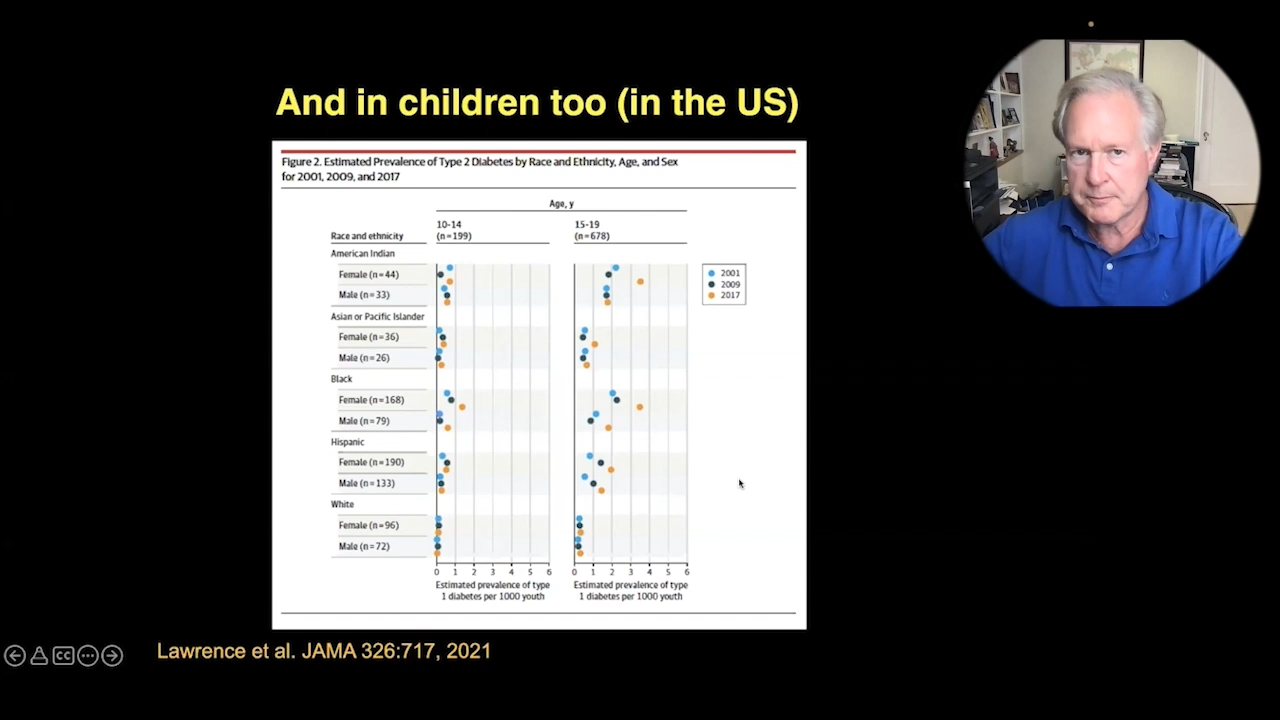 And in children too (in the US)
Figure 2. Estimated Prevalence of Type 2 Diabetes by Race and Ethnicity, Age, and Sex
for 2001, 2009, and 2017
Age, y
10-14
(n=199)
15-19
(n=678)
Race and ethnicity
American Indian
Female (n=44)
Male (n=33)
Asian or Pacific Islander
Female (n=36)
Male (n=26)
Black
Female (n=168)
Male (n=79)
Hispanic
Female (n=190)
Male (n=133)
White
Female (n=96)
Male (n=72)
2001
2009
2017
0 1 2 3 4 5 6
Estimated prevalence of type
1 diabetes per 1000 youth
0 1 2 3 4 5 6
Estimated prevalence of type
1 diabetes per 1000 youth
CC
Lawrence et al. JAMA 326:717, 2021